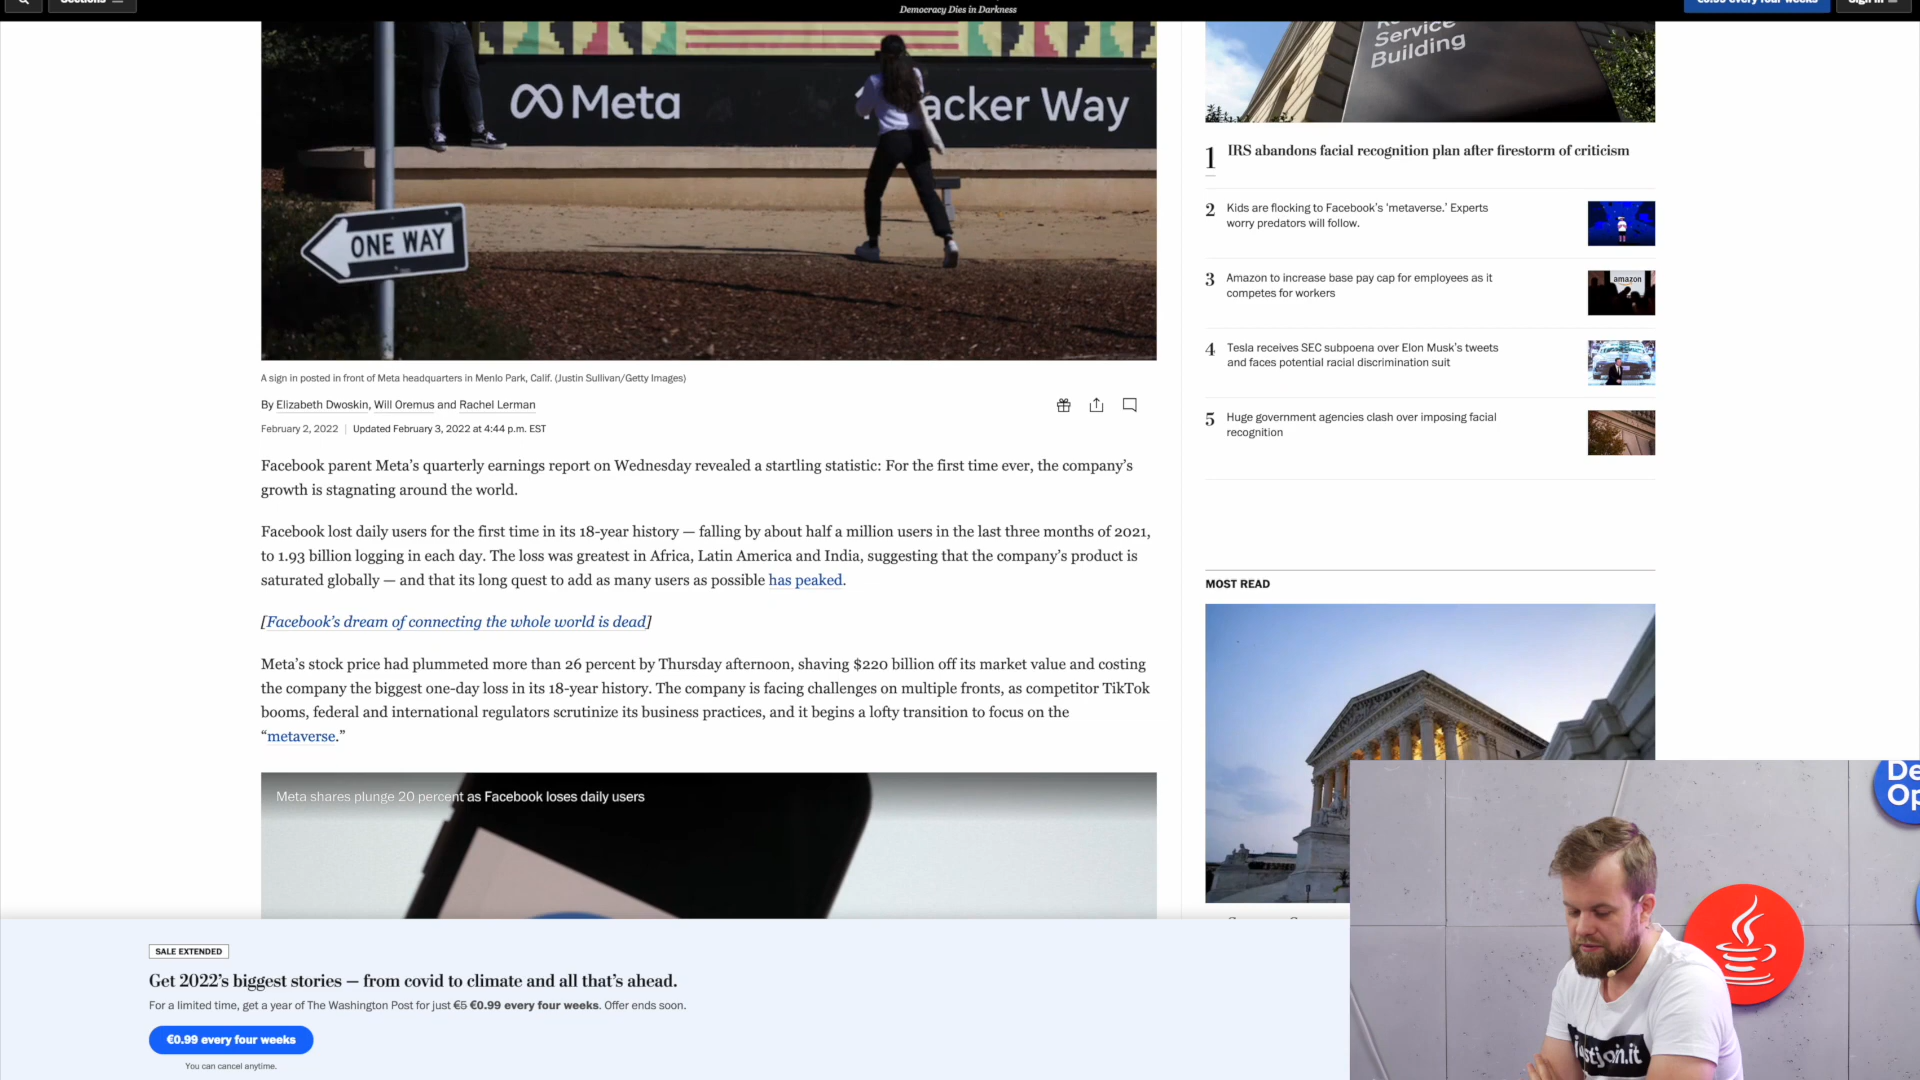 Democracy Dies in Darkness
Meta
acker Way
ONE WAY
A sign in posted in front of Meta headquarters in Menlo Park, Calif. (Justin Sullivan/Getty Images)
By Elizabeth Dwoskin, Will Oremus and Rachel Lerman
February 2, 2022 | Updated February 3, 2022 at 4:44 p.m. EST
Facebook parent Meta's quarterly earnings report on Wednesday revealed a startling statistic: For the first time ever, the company's
growth is stagnating around the world.
Facebook lost daily users for the first time in its 18-year history — falling by about half a million users in the last three months of 2021,
to 1.93 billion logging in each day. The loss was greatest in Africa, Latin America and India, suggesting that the company's product is
saturated globally — and that its long quest to add as many users as possible has peaked.
[Facebook's dream of connecting the whole world is dead]
Meta's stock price had plummeted more than 26 percent by Thursday afternoon, shaving $220 billion off its market value and costing
the company the biggest one-day loss in its 18-year history. The company is facing challenges on multiple fronts, as competitor TikTok
booms, federal and international regulators scrutinize its business practices, and it begins a lofty transition to focus on the
“metaverse.”
Meta shares plunge 20 percent as Facebook loses daily users
Service
Building
1 IRS abandons facial recognition plan after firestorm of criticism
2 Kids are flocking to Facebook's ‘metaverse.’ Experts
worry predators will follow.
3 Amazon to increase base pay cap for employees as it
competes for workers
amazon
4 Tesla receives SEC subpoena over Elon Musk's tweets
and faces potential racial discrimination suit
5 Huge government agencies clash over imposing facial
recognition
MOST READ
SALE EXTENDED
Get 2022's biggest stories — from covid to climate and all that's ahead.
For a limited time, get a year of The Washington Post for just €5 €0.99 every four weeks. Offer ends soon.
€0.99 every four weeks
You can cancel anytime.
De
Op
justjoin.it